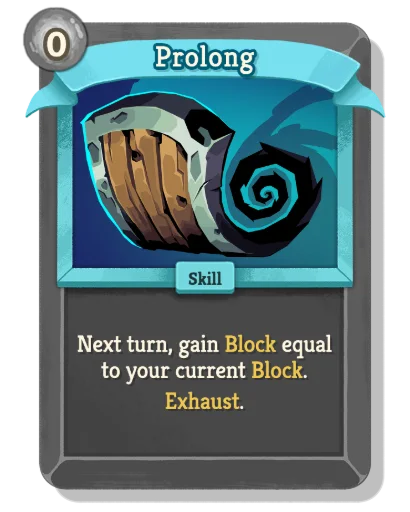 0
Prolong
Skill
Next turn, gain Block equal
to your current Block.
Exhaust.